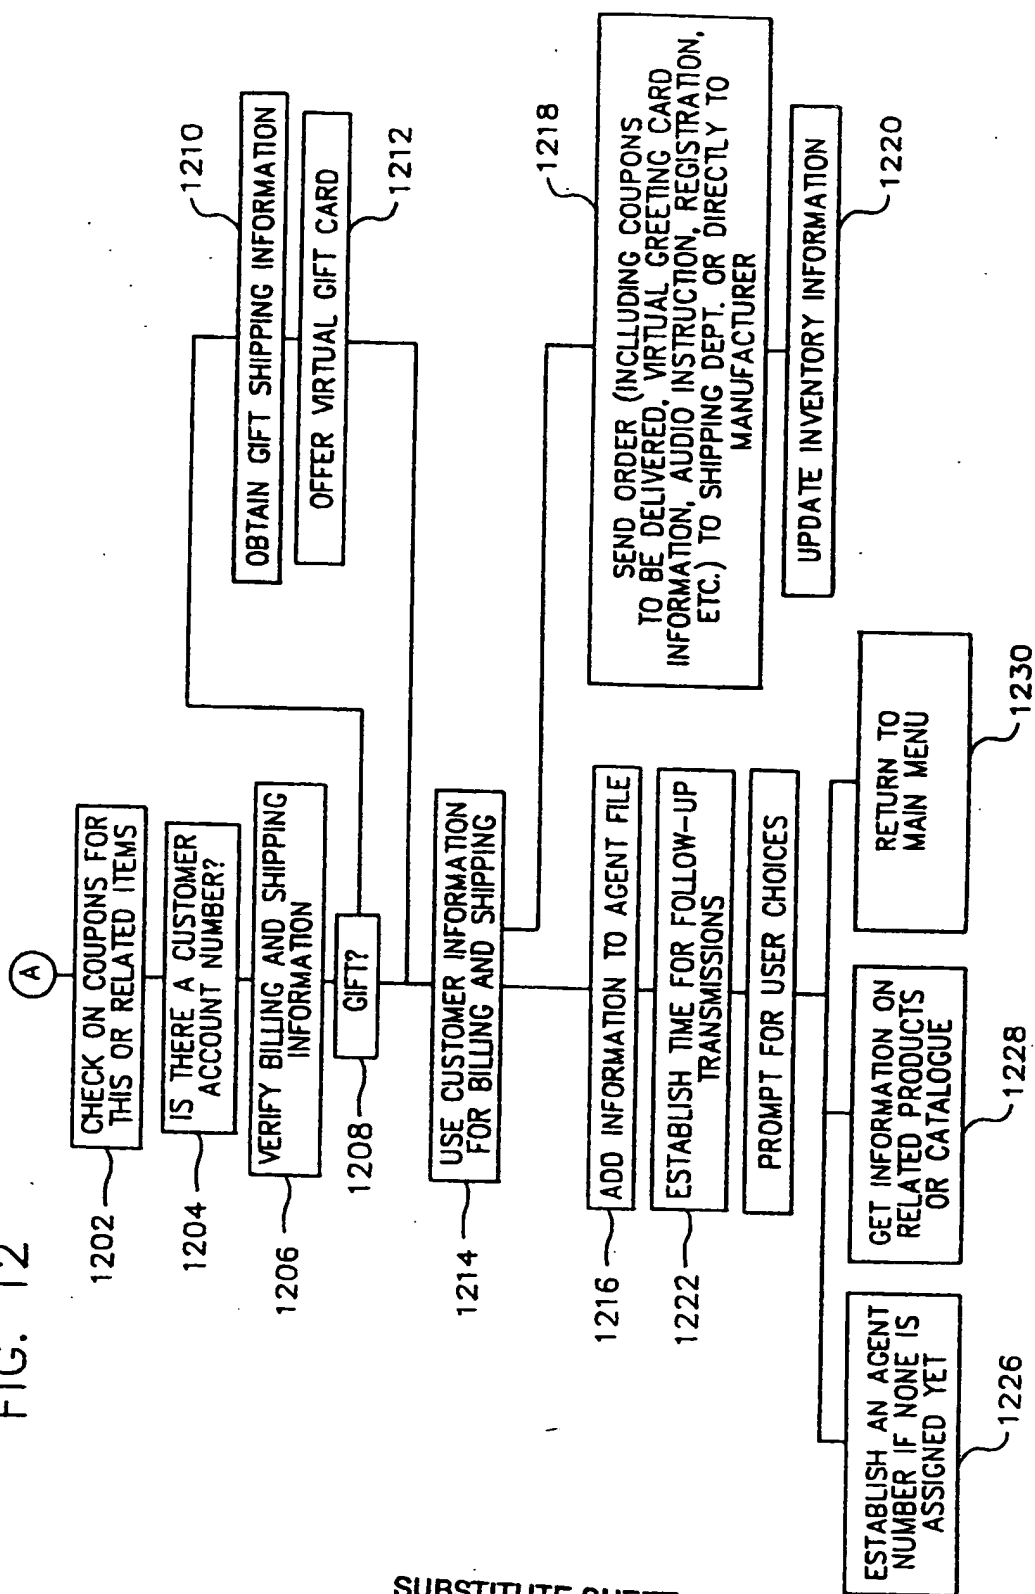 FIG. 12
A
CHECK ON COUPONS FOR
THIS OR RELATED ITEMS
1202
IS THERE A CUSTOMER
ACCOUNT NUMBER?
1204
VERIFY BILLING AND SHIPPING
INFORMATION
1206
GIFT?
1208
OBTAIN GIFT SHIPPING INFORMATION
1210
OFFER VIRTUAL GIFT CARD
1212
USE CUSTOMER INFORMATION
FOR BILLING AND SHIPPING
1214
SEND ORDER (INCLUDING COUPONS
TO BE DELIVERED, VIRTUAL GREETING CARD
INFORMATION, AUDIO INSTRUCTION, REGISTRATION,
ETC.) TO SHIPPING DEPT. OR DIRECTLY TO
MANUFACTURER
1218
UPDATE INVENTORY INFORMATION
1220
ADD INFORMATION TO AGENT FILE
1216
ESTABLISH TIME FOR FOLLOW-UP
TRANSMISSIONS
1222
PROMPT FOR USER CHOICES
ESTABLISH AN AGENT
NUMBER IF NONE IS
ASSIGNED YET
1226
GET INFORMATION ON
RELATED PRODUCTS
OR CATALOGUE
1228
RETURN TO
MAIN MENU
1230
SUBSTITUTE SHEET